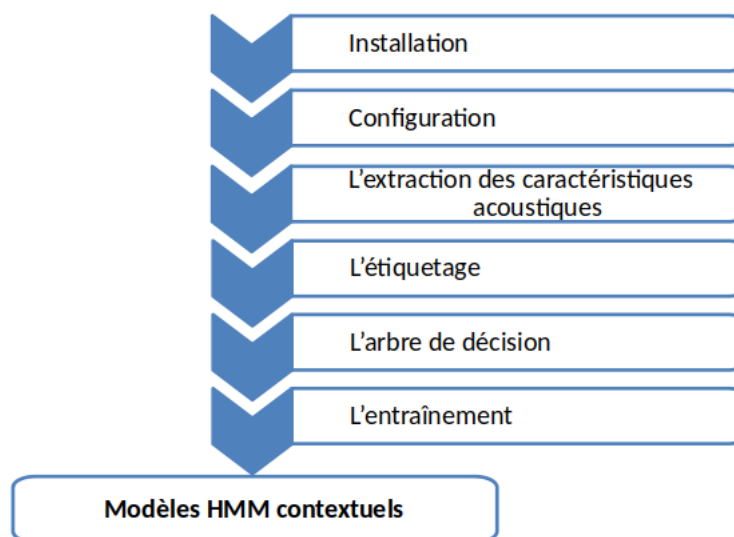 Installation
Configuration
L’extraction des caractéristiques
acoustiques
L’étiquetage
L’arbre de décision
L’entraînement
Modèles HMM contextuels